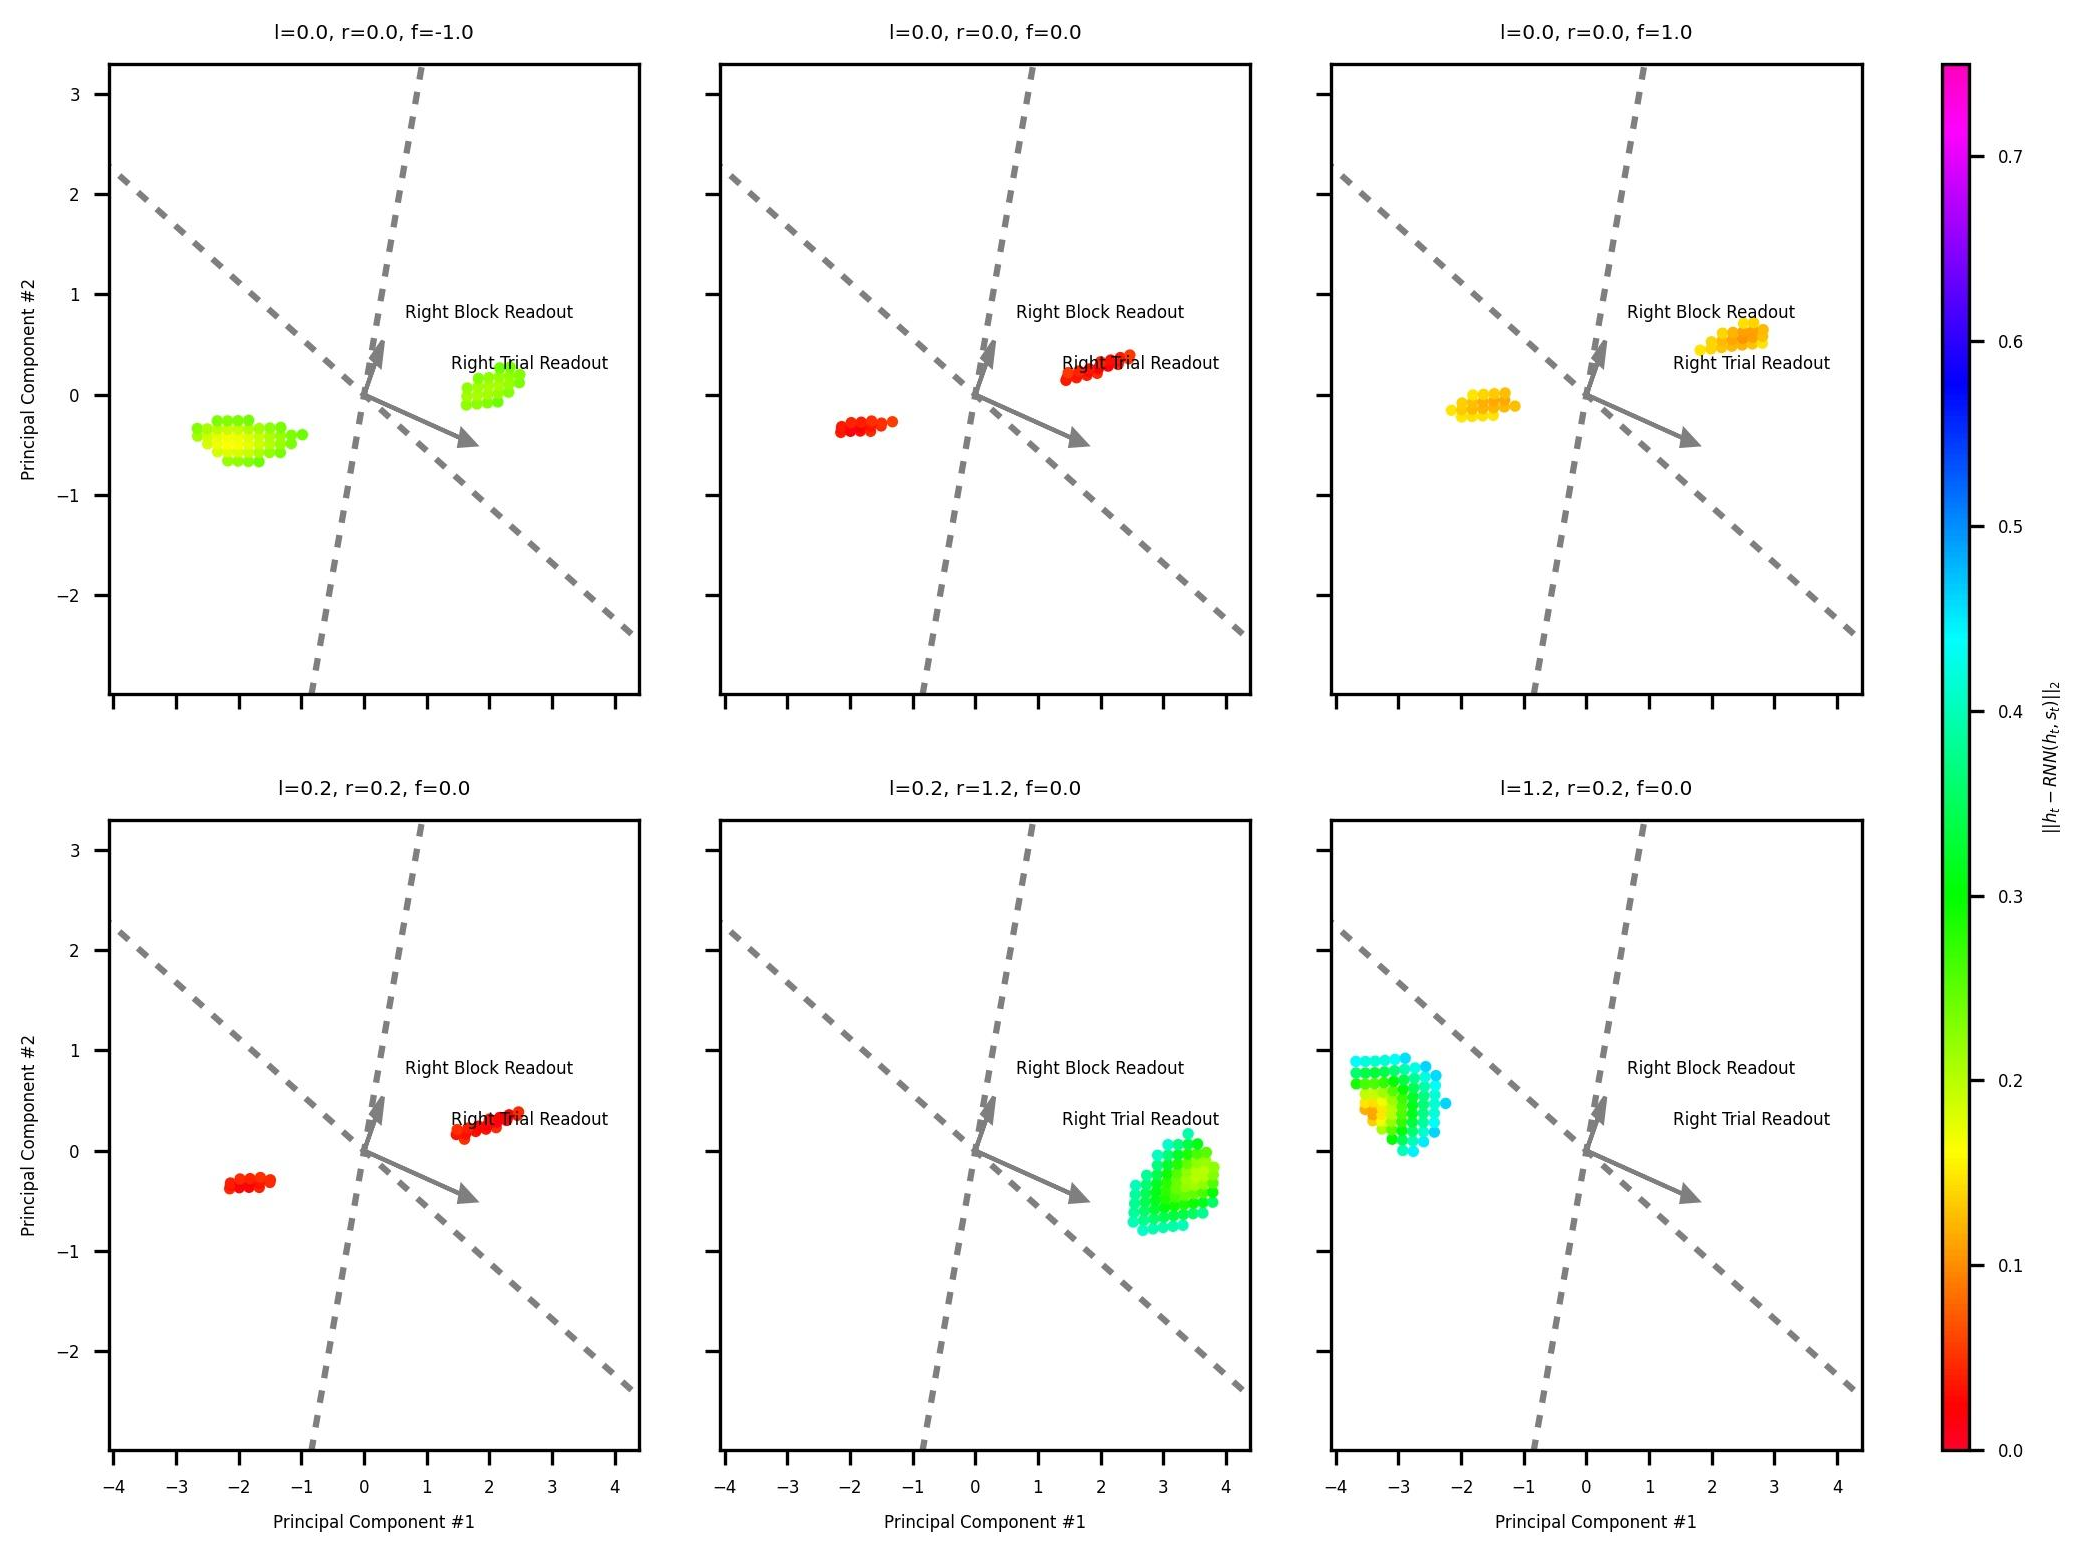 l=0.0, r=0.0, f=-1.0
l=0.0, r=0.0, f=0.0
l=0.0, r=0.0, f=1.0
Principal Component #2
3
2
1
0
−1
−2
Right Block Readout
Right Trial Readout
Right Block Readout
Right Trial Readout
Right Block Readout
Right Trial Readout
l=0.2, r=0.2, f=0.0
l=0.2, r=1.2, f=0.0
l=1.2, r=0.2, f=0.0
Principal Component #2
3
2
1
0
−1
−2
Right Block Readout
Right Trial Readout
Right Block Readout
Right Trial Readout
Right Block Readout
Right Trial Readout
−4 −3 −2 −1 0 1 2 3 4
−4 −3 −2 −1 0 1 2 3 4
−4 −3 −2 −1 0 1 2 3 4
Principal Component #1
Principal Component #1
Principal Component #1
0.7
0.6
0.5
0.4
0.3
0.2
0.1
0.0
||h_t − RNN(h_t, s_t)||_2